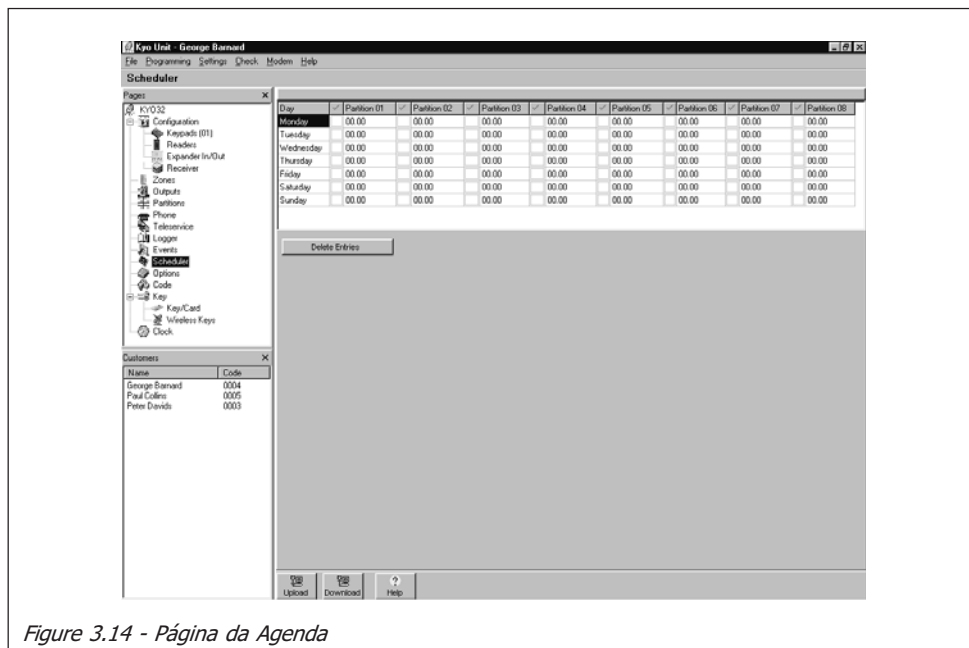 Kyo Unit - George Barnard
File Programming Settings Check Modem Help
Scheduler
Pages
KYO32
Configuration
Keypads (01)
Readers
Expander In/Out
Receiver
Zones
Outputs
Partitions
Phone
Teleservice
Logger
Events
Scheduler
Options
Code
Key
Key/Card
Wireless Keys
Clock
Customers
Name Code
George Barnard 0004
Paul Collins 0005
Peter Davids 0003
Day Partition 01 Partition 02 Partition 03 Partition 04 Partition 05 Partition 06 Partition 07 Partition 08
Monday 00.00 00.00 00.00 00.00 00.00 00.00 00.00 00.00
Tuesday 00.00 00.00 00.00 00.00 00.00 00.00 00.00 00.00
Wednesday 00.00 00.00 00.00 00.00 00.00 00.00 00.00 00.00
Thursday 00.00 00.00 00.00 00.00 00.00 00.00 00.00 00.00
Friday 00.00 00.00 00.00 00.00 00.00 00.00 00.00 00.00
Saturday 00.00 00.00 00.00 00.00 00.00 00.00 00.00 00.00
Sunday 00.00 00.00 00.00 00.00 00.00 00.00 00.00 00.00
Delete Entries
Upload Download Help
Figure 3.14 - Página da Agenda